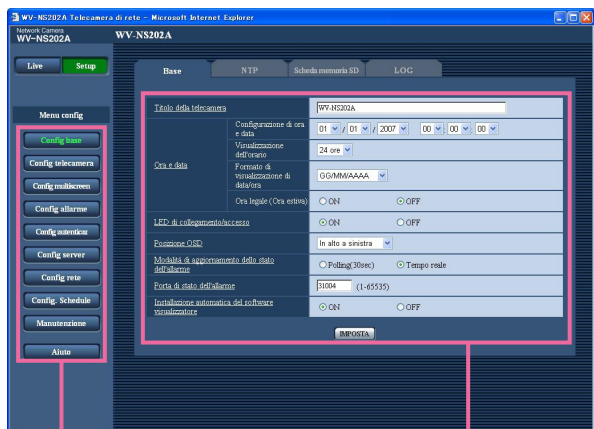 WV-NS202A Telecamera di rete - Microsoft Internet Explorer
Network Camera
WV-NS202A
WV-NS202A
Live Setup
Base NTP Scheda memoria SD LOG
Menu config
Config base
Config telecamera
Config multiscreen
Config allarme
Config autenticaz
Config server
Config rete
Config. Schedule
Manutenzione
Aiuto
Titolo della telecamera WV-NS202A
Ora e data
Configurazione di ora
e data
01 / 01 / 2007 00 : 00 : 00
Visualizzazione
dell'orario
24 ore
Formato di
visualizzazione di
data/ora
GG/MM/AAAA
Ora legale (Ora estiva) ON OFF
LED di collegamento/accesso ON OFF
Posizione OSD In alto a sinistra
Modalità di aggiornamento dello stato
dell'allarme
Polling(30sec) Tempo reale
Porta di stato dell'allarme 31004 (1-65535)
Installazione automatica del software
visualizzatore
ON OFF
IMPOSTA